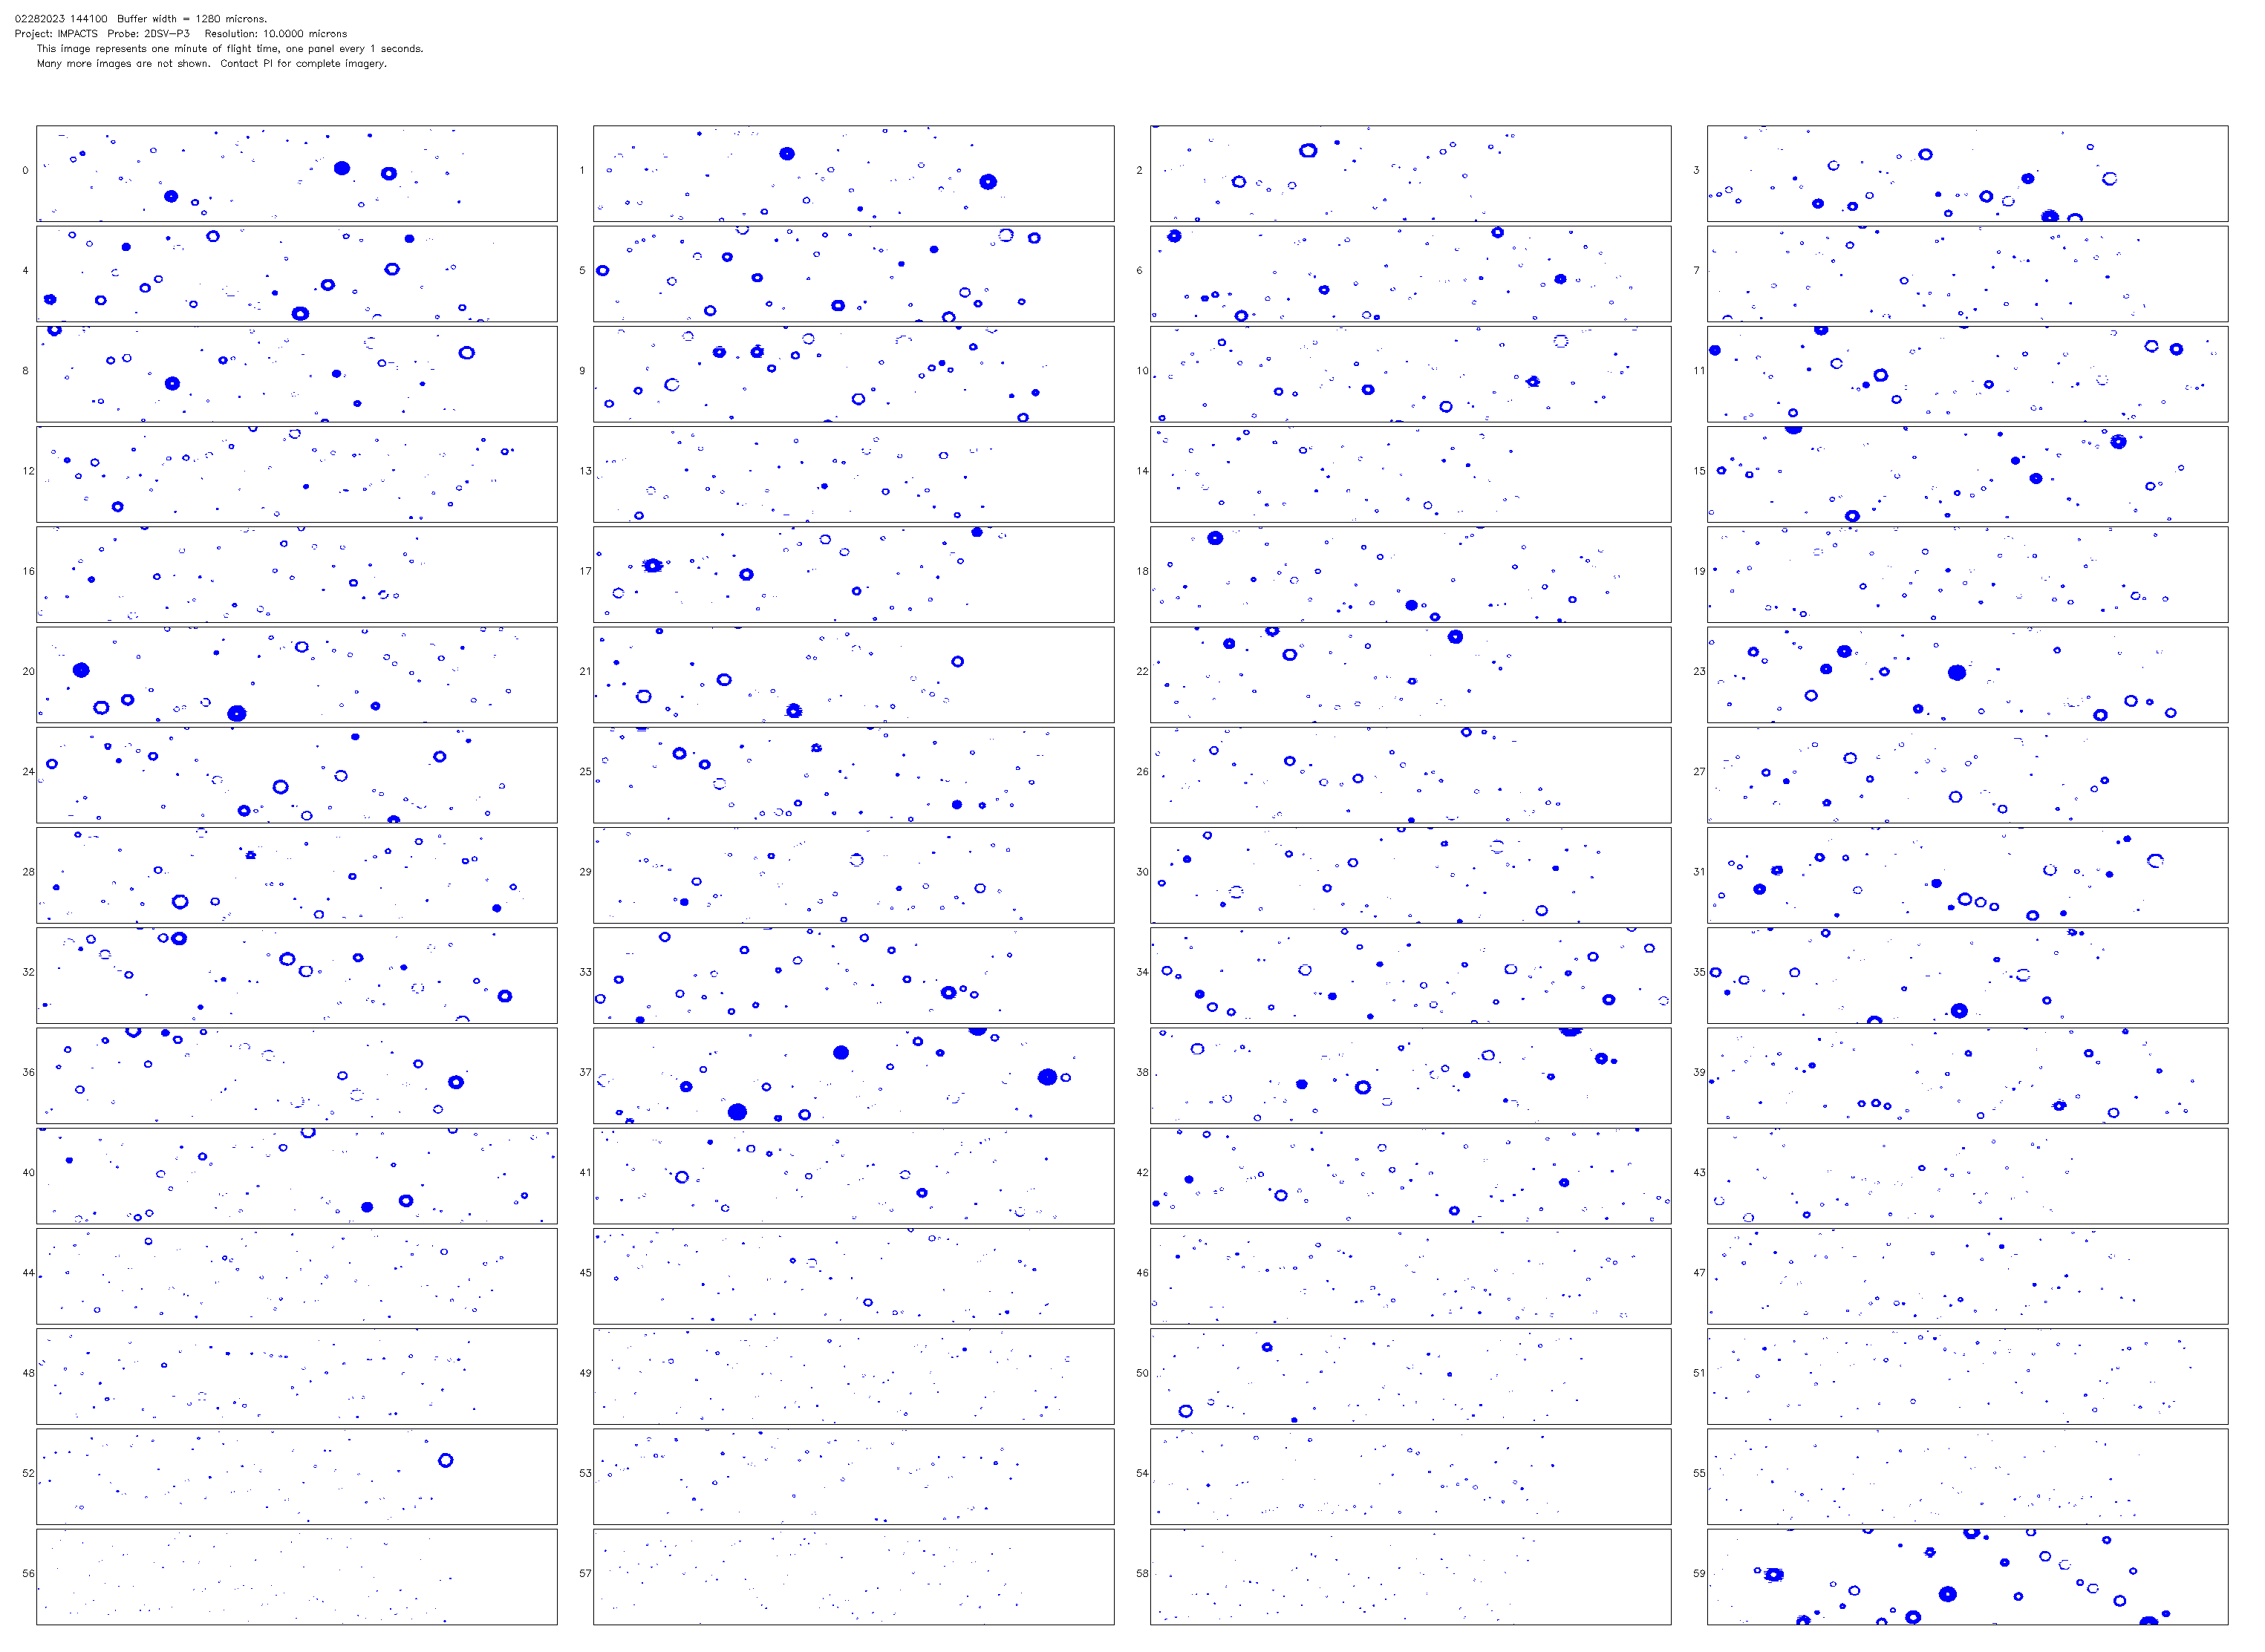 02282023 144100 Buffer width = 1280 microns.
Project: IMPACTS Probe: 2DSV-P3 Resolution: 10.0000 microns
This image represents one minute of flight time, one panel every 1 seconds.
Many more images are not shown. Contact PI for complete imagery.
0 1 2 3
4 5 6 7
8 9 10 11
12 13 14 15
16 17 18 19
20 21 22 23
24 25 26 27
28 29 30 31
32 33 34 35
36 37 38 39
40 41 42 43
44 45 46 47
48 49 50 51
52 53 54 55
56 57 58 59